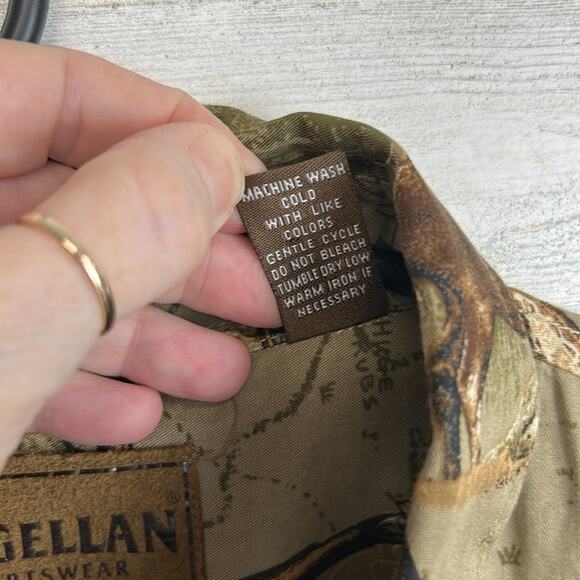 MACHINE WASH
COLD
WITH LIKE
COLORS
GENTLE CYCLE
DO NOT BLEACH
TUMBLE DRY LOW
WARM IRON IF
NECESSARY
GELLAN®
RTSWEAR